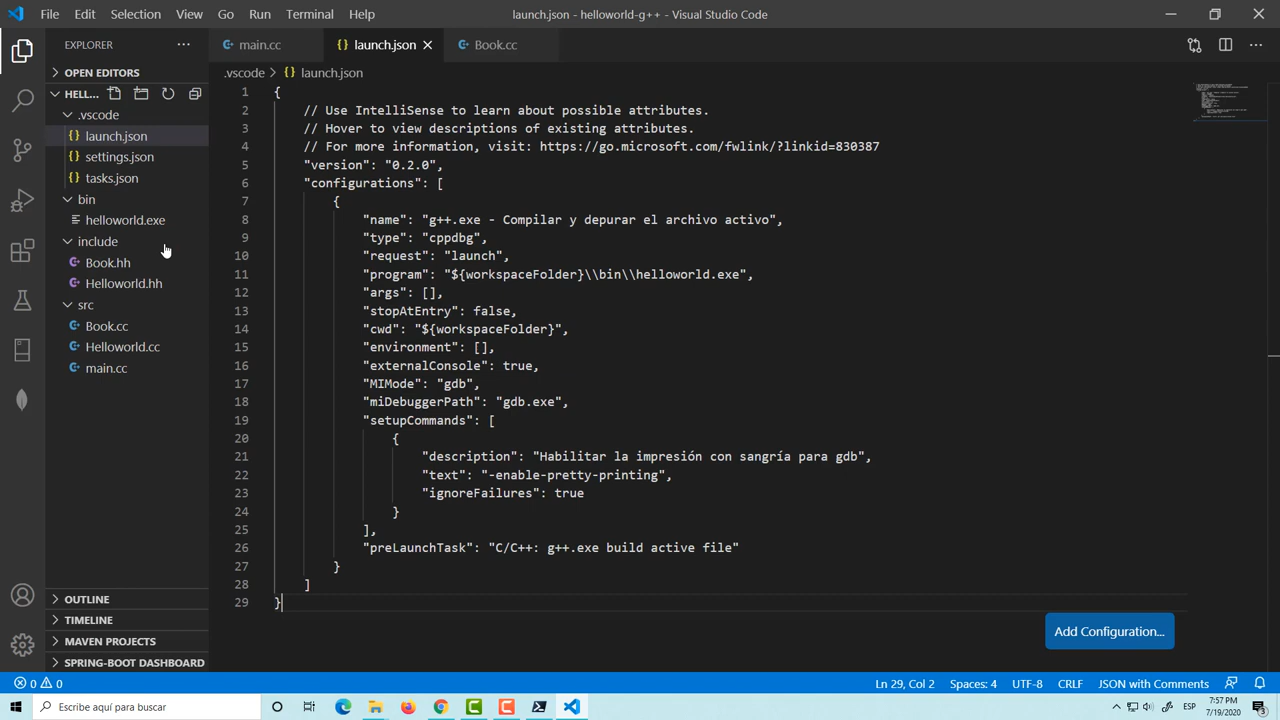 File Edit Selection View Go Run Terminal Help
launch.json - helloworld-g++ - Visual Studio Code
EXPLORER
OPEN EDITORS
HELL...
.vscode
launch.json
settings.json
tasks.json
bin
helloworld.exe
include
Book.hh
Helloworld.hh
src
Book.cc
Helloworld.cc
main.cc
OUTLINE
TIMELINE
MAVEN PROJECTS
SPRING-BOOT DASHBOARD
main.cc launch.json Book.cc
.vscode > launch.json
1 {
2 // Use IntelliSense to learn about possible attributes.
3 // Hover to view descriptions of existing attributes.
4 // For more information, visit: https://go.microsoft.com/fwlink/?linkid=830387
5 "version": "0.2.0",
6 "configurations": [
7 {
8 "name": "g++.exe - Compilar y depurar el archivo activo",
9 "type": "cppdbg",
10 "request": "launch",
11 "program": "${workspaceFolder}\\bin\\helloworld.exe",
12 "args": [],
13 "stopAtEntry": false,
14 "cwd": "${workspaceFolder}",
15 "environment": [],
16 "externalConsole": true,
17 "MIMode": "gdb",
18 "miDebuggerPath": "gdb.exe",
19 "setupCommands": [
20 {
21 "description": "Habilitar la impresión con sangría para gdb",
22 "text": "-enable-pretty-printing",
23 "ignoreFailures": true
24 }
25 ],
26 "preLaunchTask": "C/C++: g++.exe build active file"
27 }
28 ]
29 }
Add Configuration...
0 0
Ln 29, Col 2 Spaces: 4 UTF-8 CRLF JSON with Comments
Escribe aquí para buscar
ESP
7:57 PM
7/19/2020
3